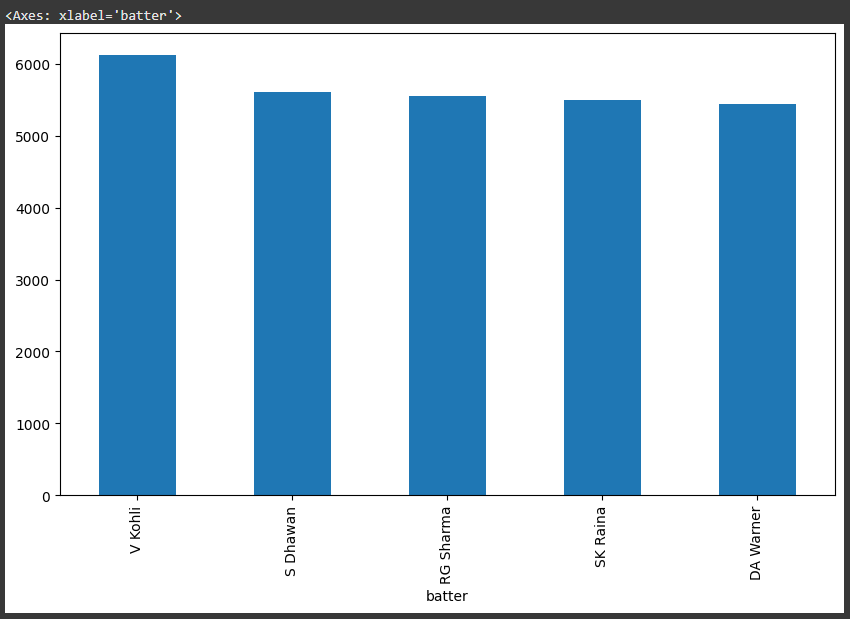 <Axes: xlabel='batter'>
6000
5000
4000
3000
2000
1000
0
V Kohli
S Dhawan
RG Sharma
SK Raina
DA Warner
batter